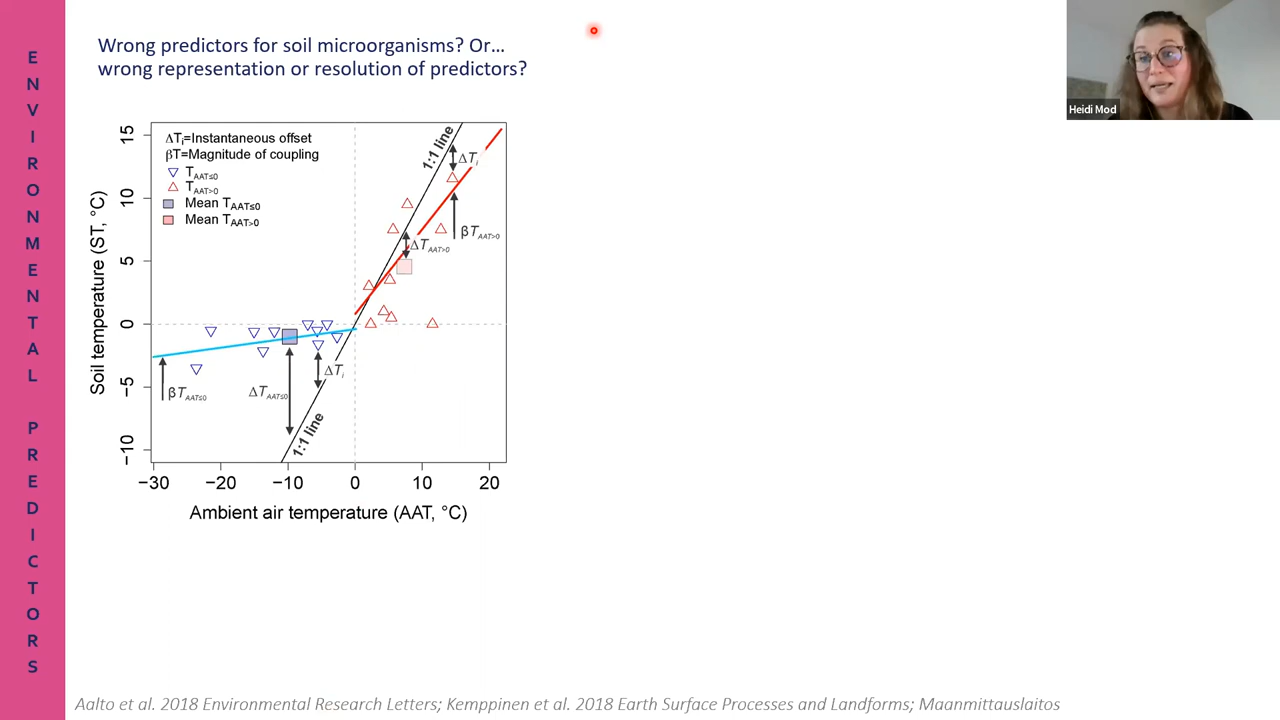 ENVIRONMENTAL PREDICTORS
Wrong predictors for soil microorganisms? Or…
wrong representation or resolution of predictors?
Heidi Mod
ΔTi=Instantaneous offset
βT=Magnitude of coupling
TAAT≤0
TAAT>0
Mean TAAT≤0
Mean TAAT>0
1:1 line
ΔTi
ΔTAAT>0
βTAAT>0
βTAAT≤0
ΔTAAT≤0
ΔTi
1:1 line
Soil temperature (ST, °C)
15
10
5
0
−5
−10
−30 −20 −10 0 10 20
Ambient air temperature (AAT, °C)
Aalto et al. 2018 Environmental Research Letters; Kemppinen et al. 2018 Earth Surface Processes and Landforms; Maanmittauslaitos